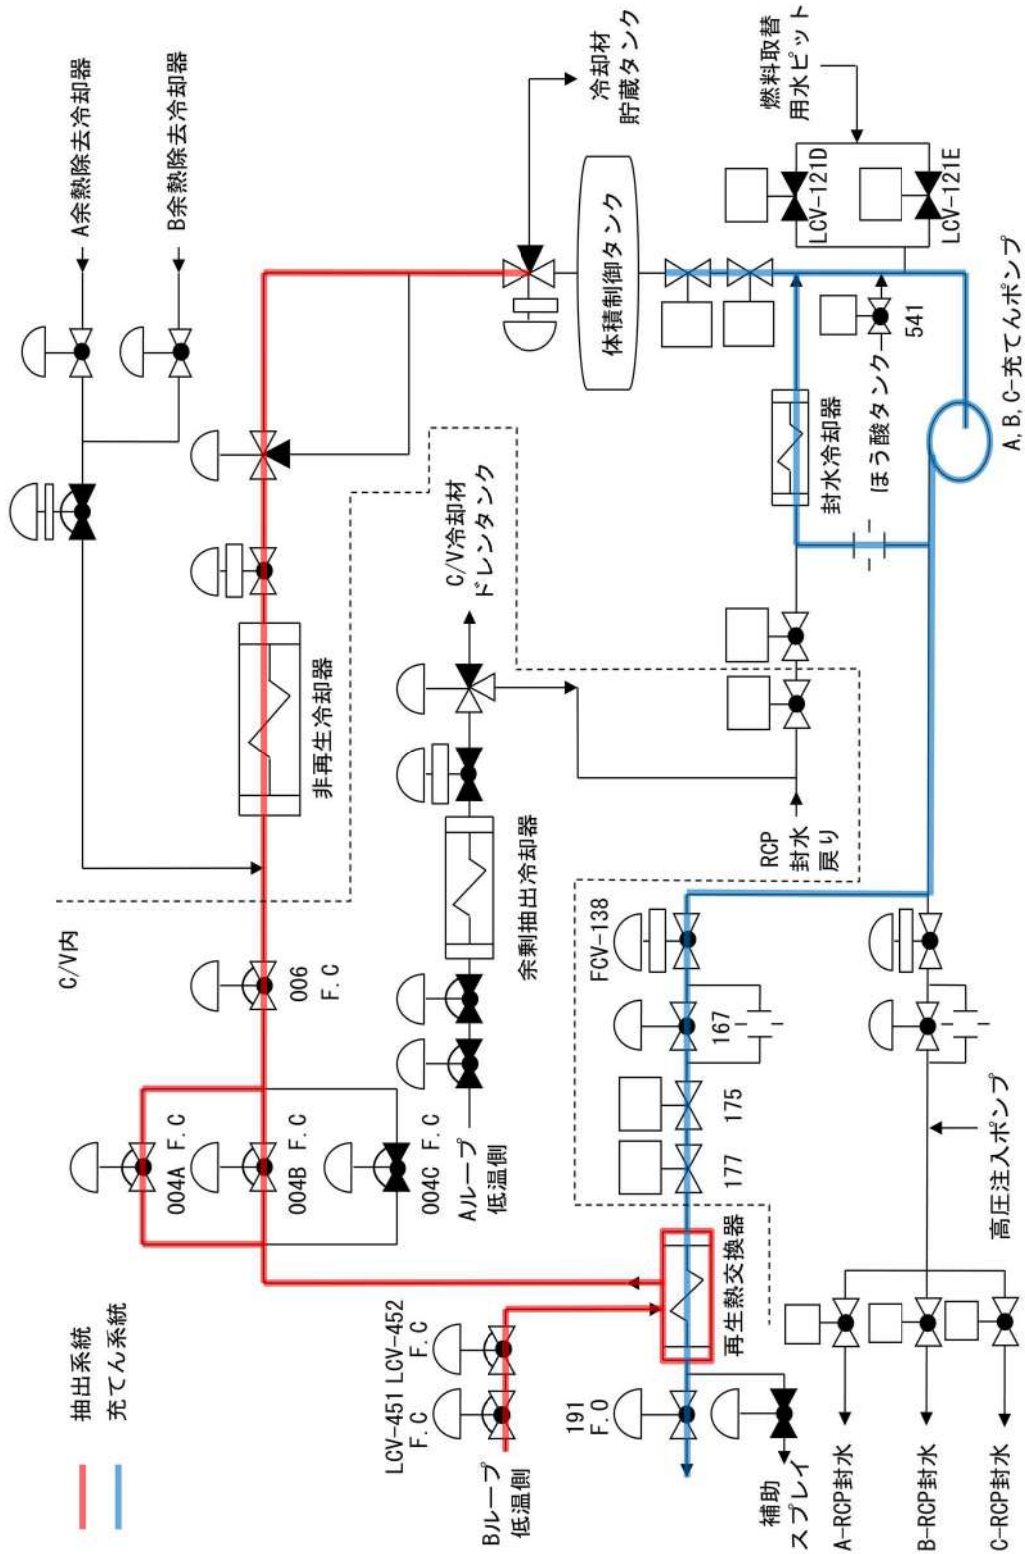 抽出系統
充てん系統
C/V内
A余熱除去冷却器
B余熱除去冷却器
004A F.C
004B F.C
004C F.C
006
F.C
非再生冷却器
LCV-451
F.C
LCV-452
F.C
Bループ
低温側
Aループ
低温側
余剰抽出冷却器
C/V冷却材
ドレンタンク
冷却材
貯蔵タンク
体積制御タンク
燃料取替
用水ピット
LCV-121D
LCV-121E
191
F.O
再生熱交換器
177
175
167
FCV-138
RCP
封水
戻り
封水冷却器
ほう酸タンク
541
A,B,C-充てんポンプ
補助
スプレイ
高圧注入ポンプ
A-RCP封水
B-RCP封水
C-RCP封水